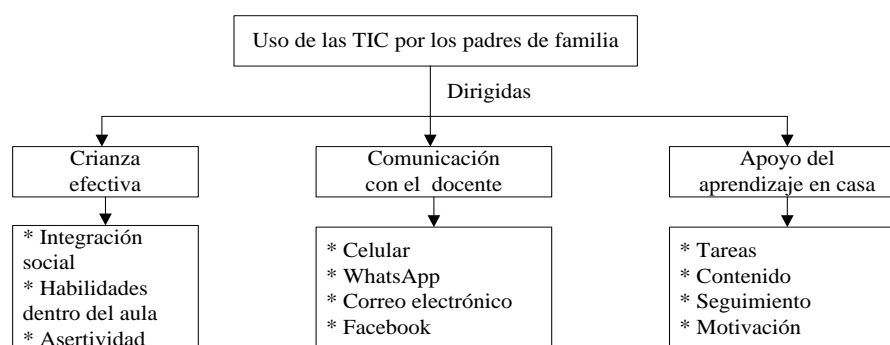 Uso de las TIC por los padres de familia
Dirigidas
Crianza
efectiva
Comunicación
con el docente
Apoyo del
aprendizaje en casa
* Integración
social
* Habilidades
dentro del aula
* Asertividad
* Celular
* WhatsApp
* Correo electrónico
* Facebook
* Tareas
* Contenido
* Seguimiento
* Motivación